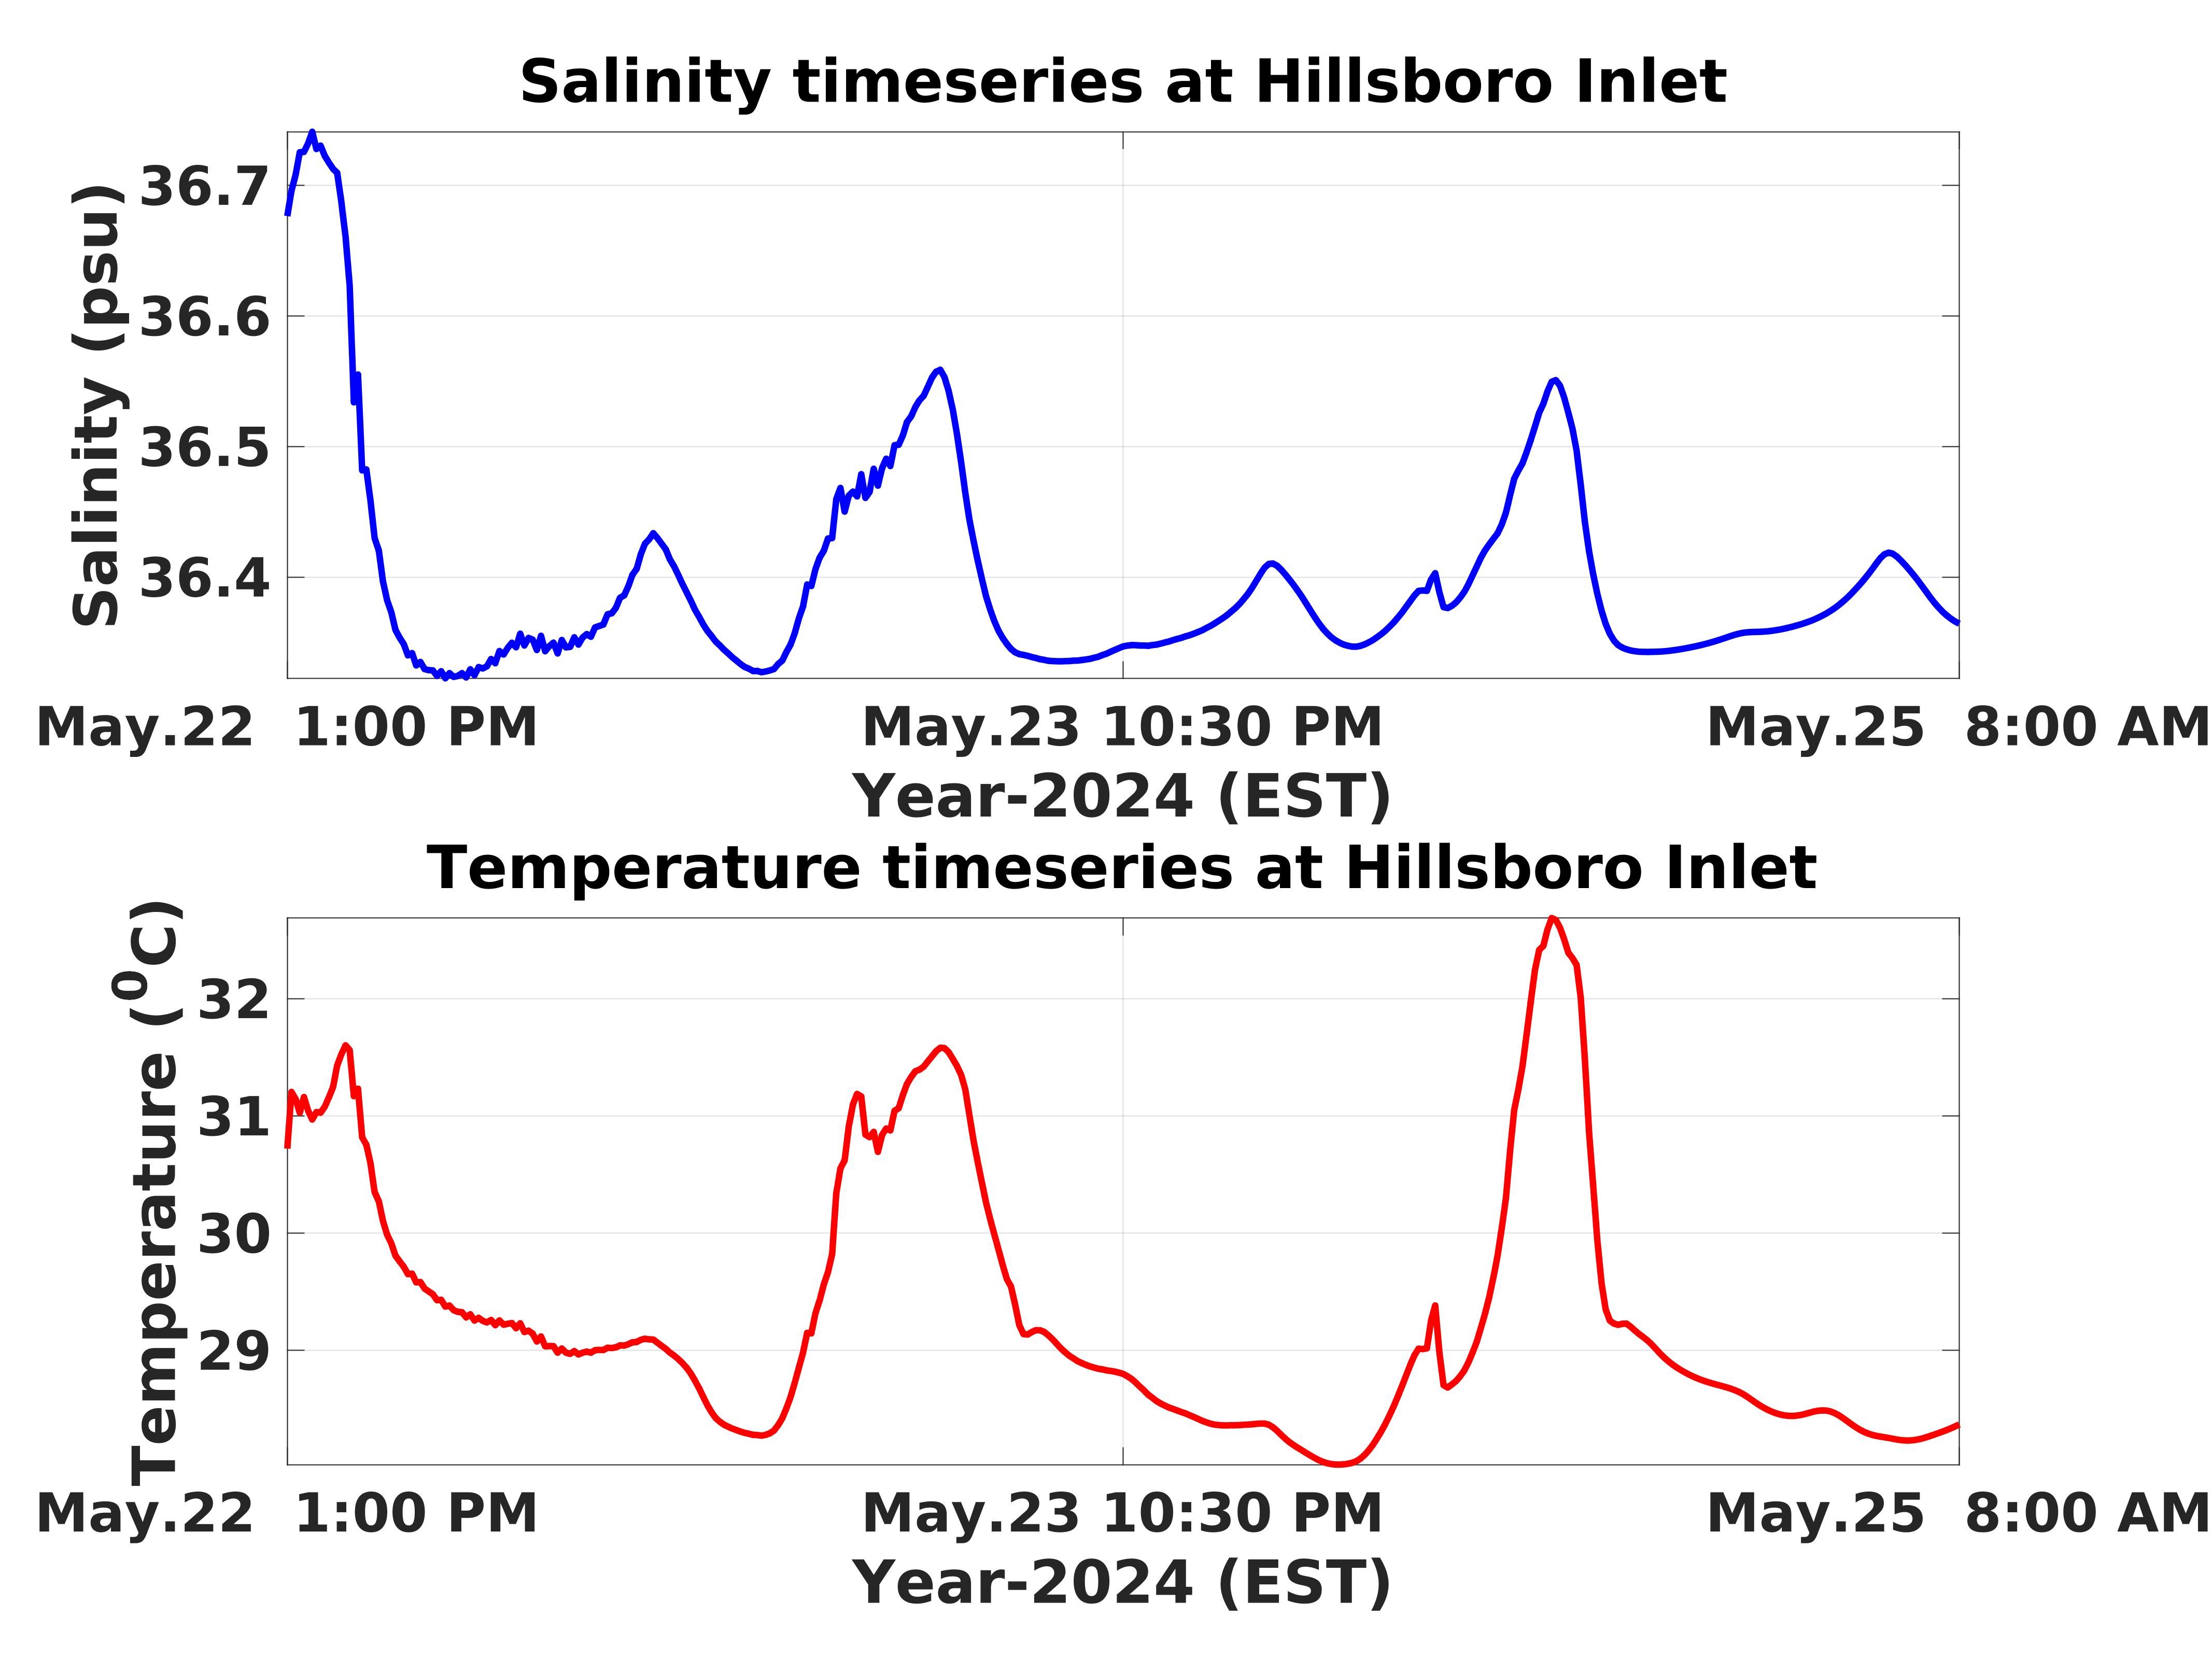 Salinity timeseries at Hillsboro Inlet
Salinity (psu)
36.7
36.6
36.5
36.4
May.22  1:00 PM
May.23 10:30 PM
May.25  8:00 AM
Year-2024 (EST)
Temperature timeseries at Hillsboro Inlet
Temperature (⁰C)
32
31
30
29
May.22  1:00 PM
May.23 10:30 PM
May.25  8:00 AM
Year-2024 (EST)